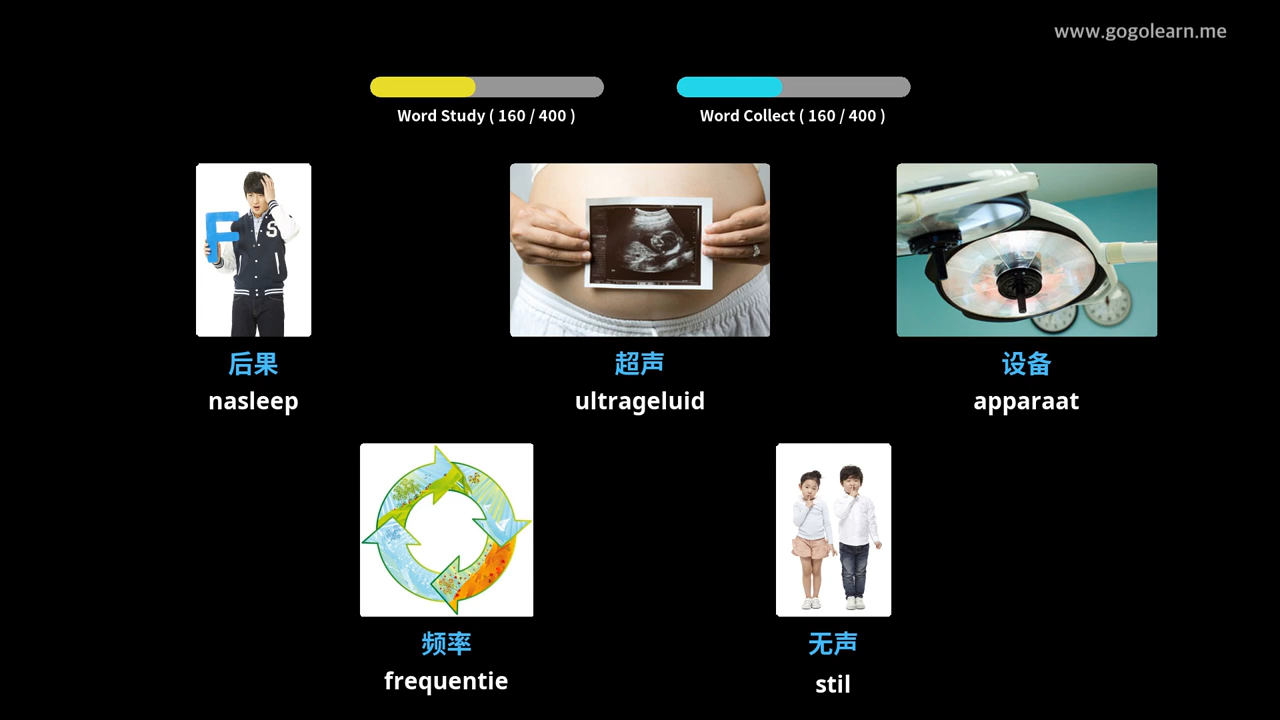 www.gogolearn.me
Word Study ( 160 / 400 )
Word Collect ( 160 / 400 )
F
S
后果
nasleep
超声
ultrageluid
设备
apparaat
频率
frequentie
无声
stil